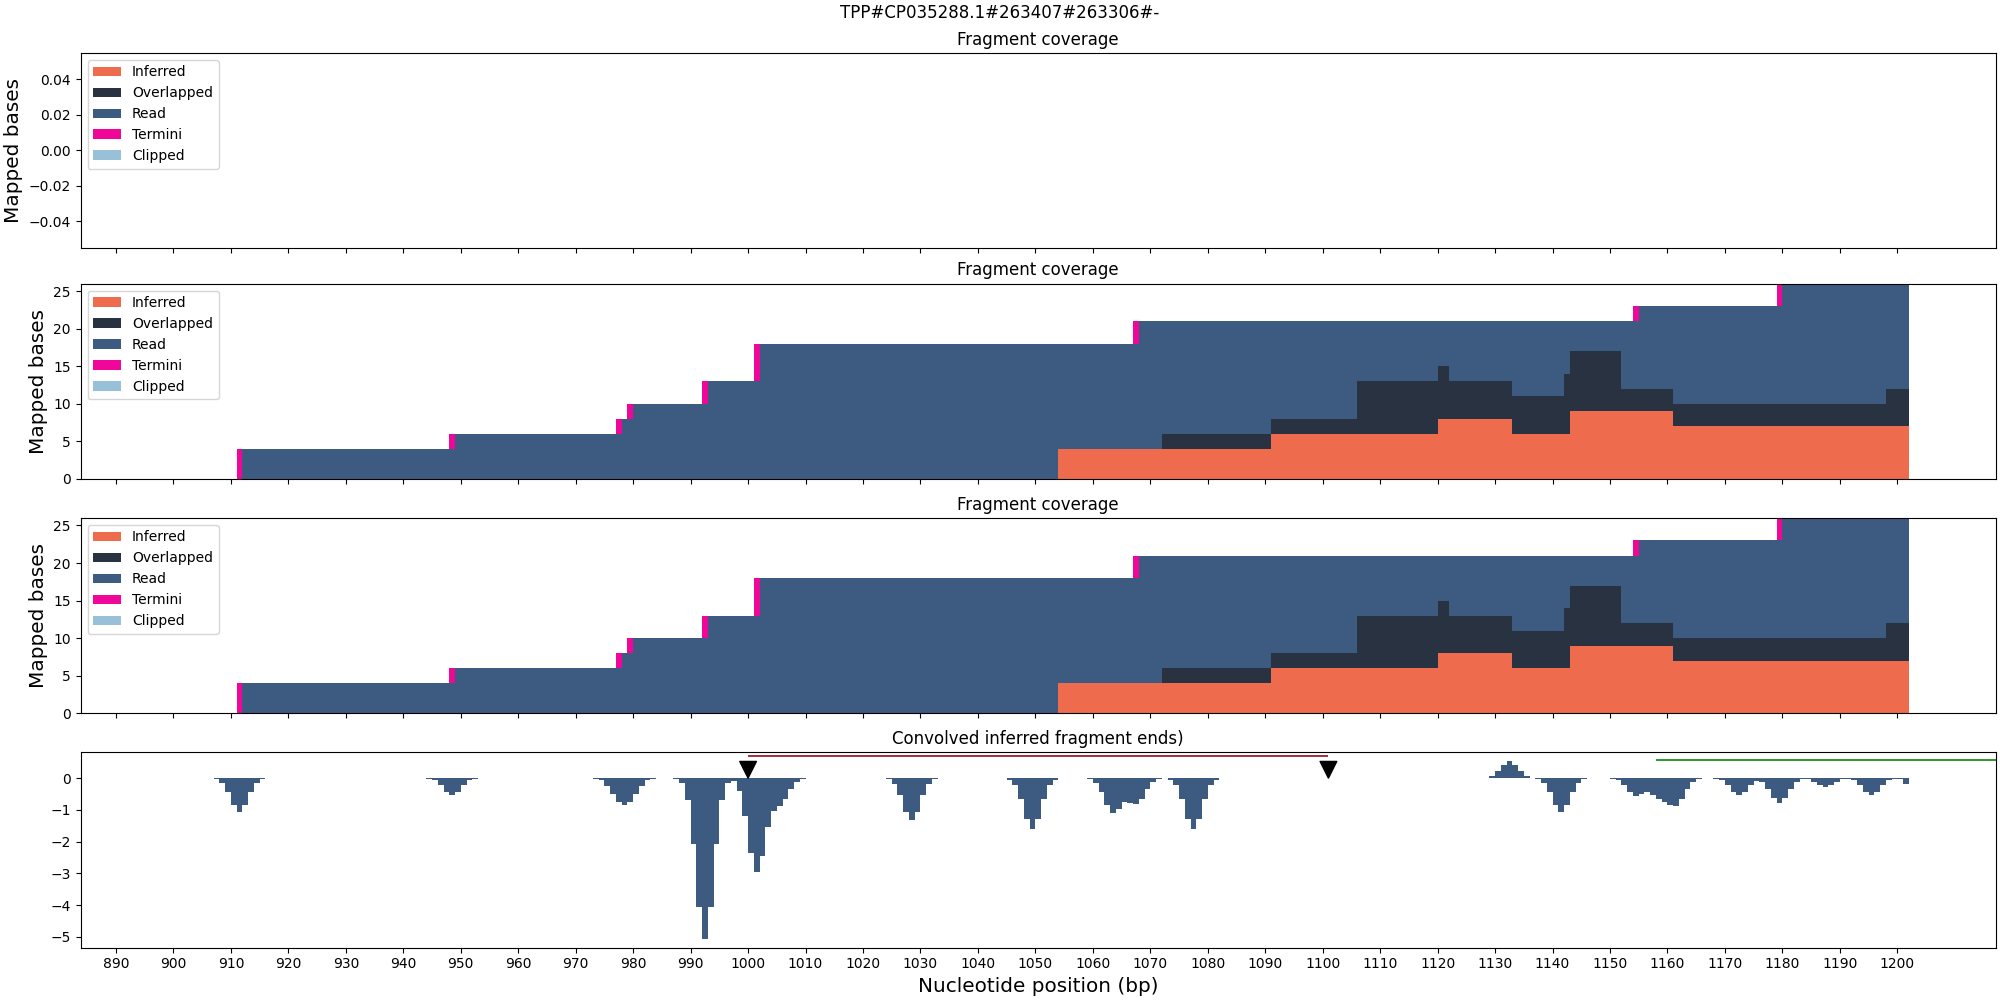 TPP#CP035288.1#263407#263306#-
Fragment coverage
Mapped bases
0.04
0.02
0.00
−0.02
−0.04
Inferred
Overlapped
Read
Termini
Clipped
Fragment coverage
Mapped bases
25
20
15
10
5
0
Inferred
Overlapped
Read
Termini
Clipped
Fragment coverage
Mapped bases
25
20
15
10
5
0
Inferred
Overlapped
Read
Termini
Clipped
Convolved inferred fragment ends)
0
−1
−2
−3
−4
−5
890 900 910 920 930 940 950 960 970 980 990 1000 1010 1020 1030 1040 1050 1060 1070 1080 1090 1100 1110 1120 1130 1140 1150 1160 1170 1180 1190 1200
Nucleotide position (bp)